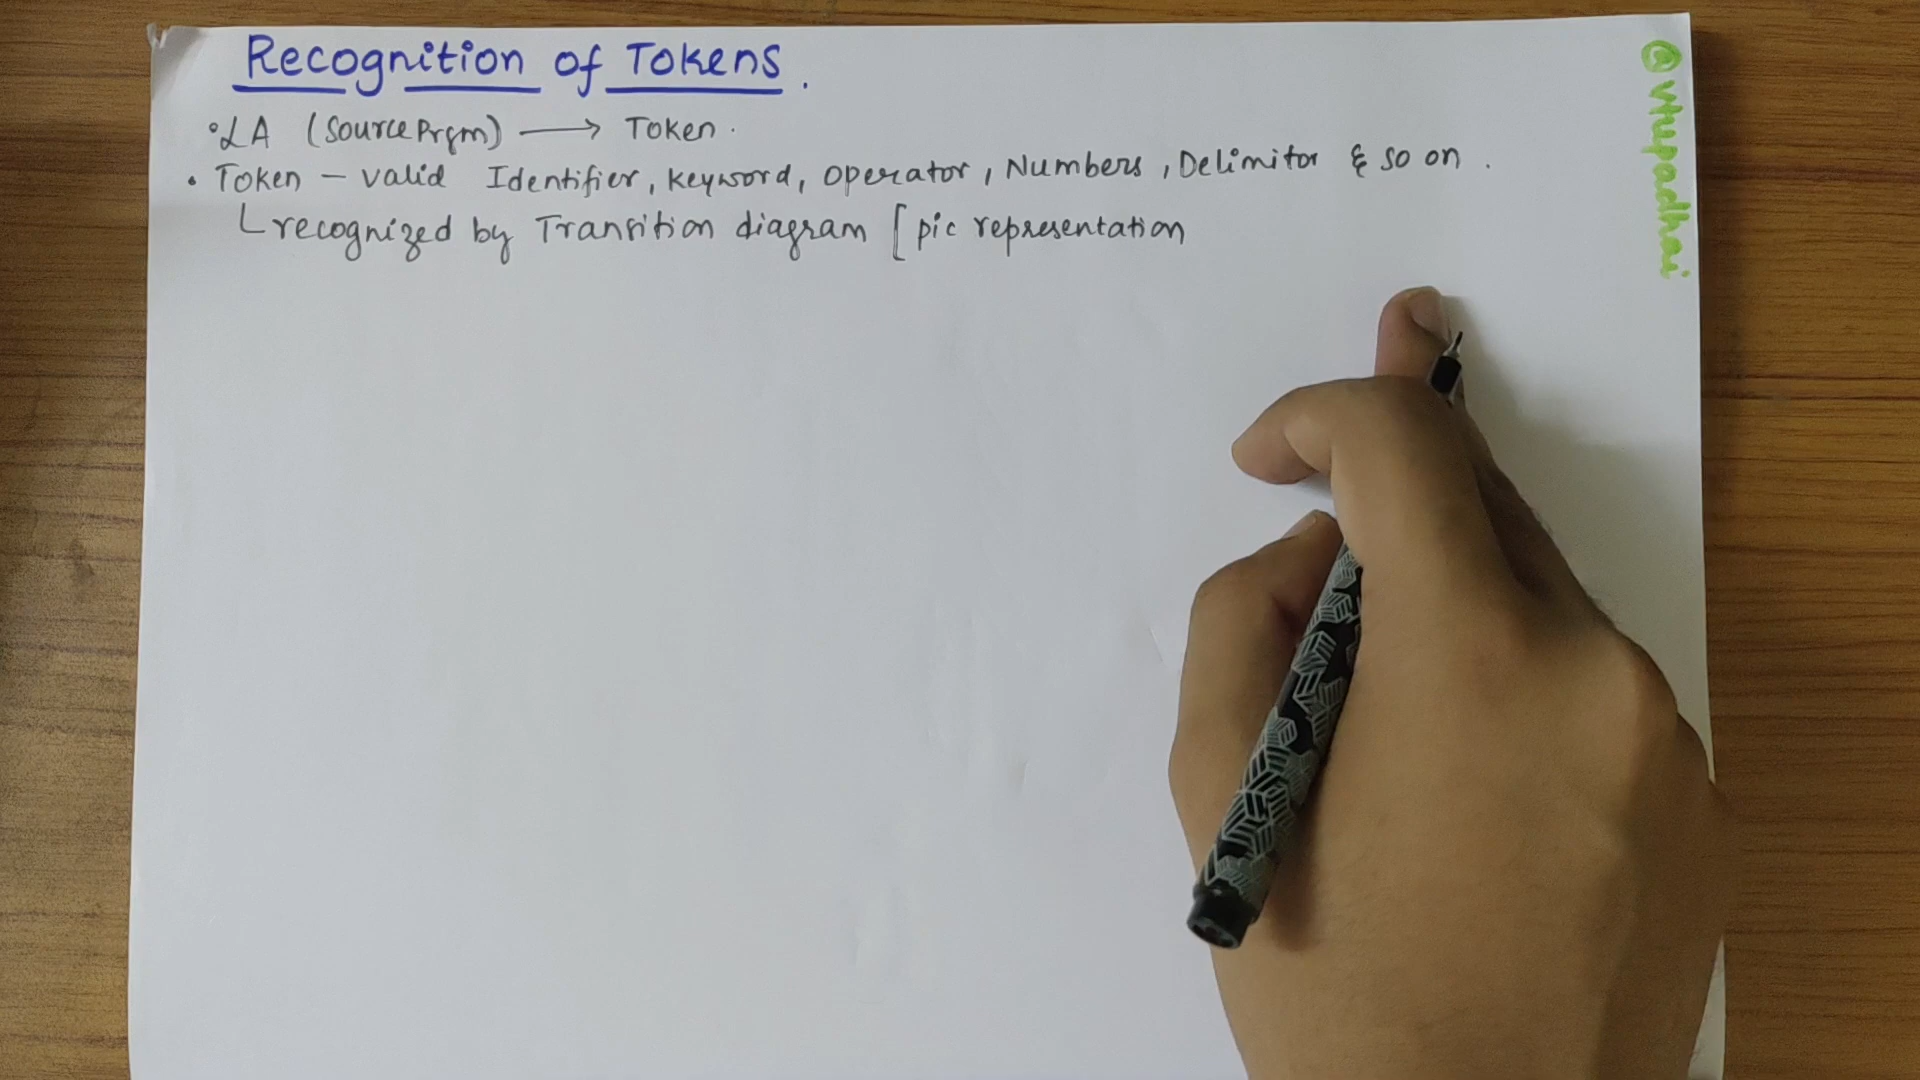 Recognition of Tokens.
• LA (Source Prgm) → Token.
• Token - valid Identifier, Keyword, operator, Numbers, Delimitor & so on.
└ recognized by Transition diagram [pic representation
@vtupadhai